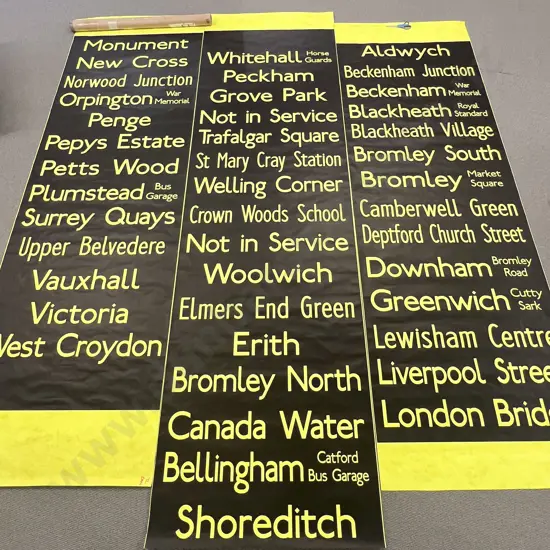 Monument
New Cross
Norwood Junction
Orpington War Memorial
Penge
Pepys Estate
Petts Wood
Plumstead Bus Garage
Surrey Quays
Upper Belvedere
Vauxhall
Victoria
West Croydon
Whitehall Horse Guards
Peckham
Grove Park
Not in Service
Trafalgar Square
St Mary Cray Station
Welling Corner
Crown Woods School
Not in Service
Woolwich
Elmers End Green
Erith
Bromley North
Canada Water
Bellingham Catford Bus Garage
Shoreditch
Aldwych
Beckenham Junction
Beckenham War Memorial
Blackheath Royal Standard
Blackheath Village
Bromley South
Bromley Market Square
Camberwell Green
Deptford Church Street
Downham Bromley Road
Greenwich Cutty Sark
Lewisham Centre
Liverpool Stree
London Brid